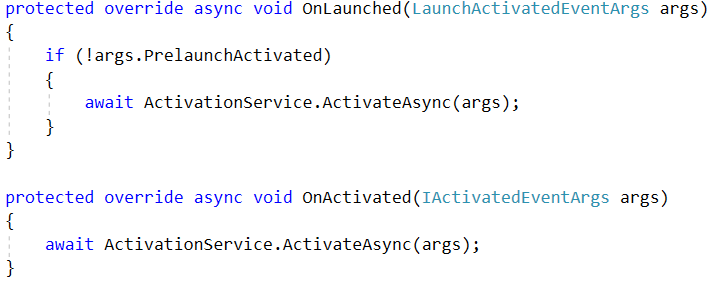 protected override async void OnLaunched(LaunchActivatedEventArgs args)
{
    if (!args.PrelaunchActivated)
    {
        await ActivationService.ActivateAsync(args);
    }
}

protected override async void OnActivated(IActivatedEventArgs args)
{
    await ActivationService.ActivateAsync(args);
}